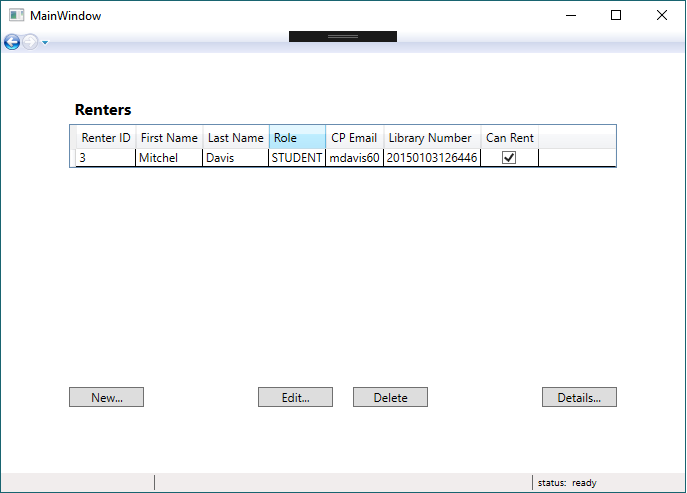 MainWindow
Renters
Renter ID First Name Last Name Role CP Email Library Number Can Rent
3 Mitchel Davis STUDENT mdavis60 20150103126446
New... Edit... Delete Details...
status: ready